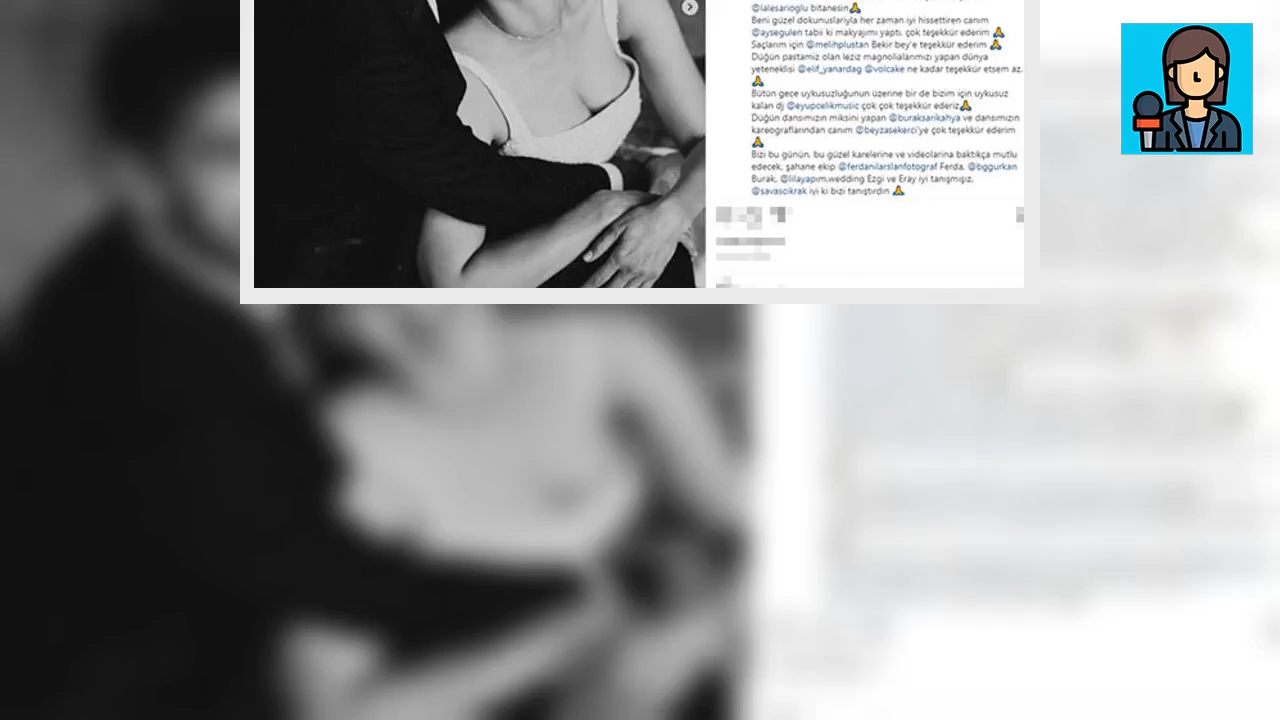 @lalesarioglu bitanesin🙏
Beni güzel dokunuslariyla her zaman iyi hissettiren canım
@aysegulen tabii ki makyajımı yaptı. çok teşekkür ederim 🙏
Saçlarım için @melihplustan Bekir bey'e teşekkür ederim 🙏
Düğün pastamiz olan leziz magnolialarımızı yapan dünya
yeteneklisi @elif_yanardag @volcake ne kadar teşekkür etsem az.
🙏
Bütün gece uykusuzluğunun üzerine bir de bizim için uykusuz
kalan dj @eyupcelikmusic çok çok teşekkür ederiz🙏
Düğün dansımızın miksini yapan @buraksarikahya ve dansımızın
kareograflarından canım @beyzasekerci'ye çok teşekkür ederim
🙏
Bizi bu günün, bu güzel karelerine ve videolarına baktıkça mutlu
edecek, şahane ekip @ferdanilarslanfotograf Ferda, @bggurkan
Burak, @lilayapım.wedding Ezgi ve Eray iyi tanışmışız.
@savascikrak iyi ki bizi tanıştırdın 🙏